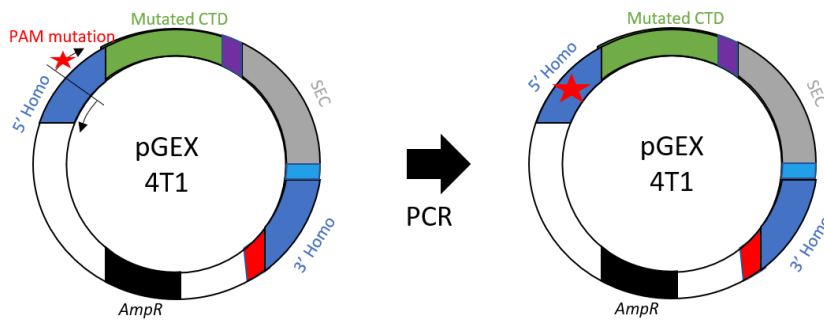 Mutated CTD
PAM mutation
5' Homo
SEC
pGEX
4T1
3' Homo
AmpR
PCR
Mutated CTD
5' Homo
SEC
pGEX
4T1
3' Homo
AmpR